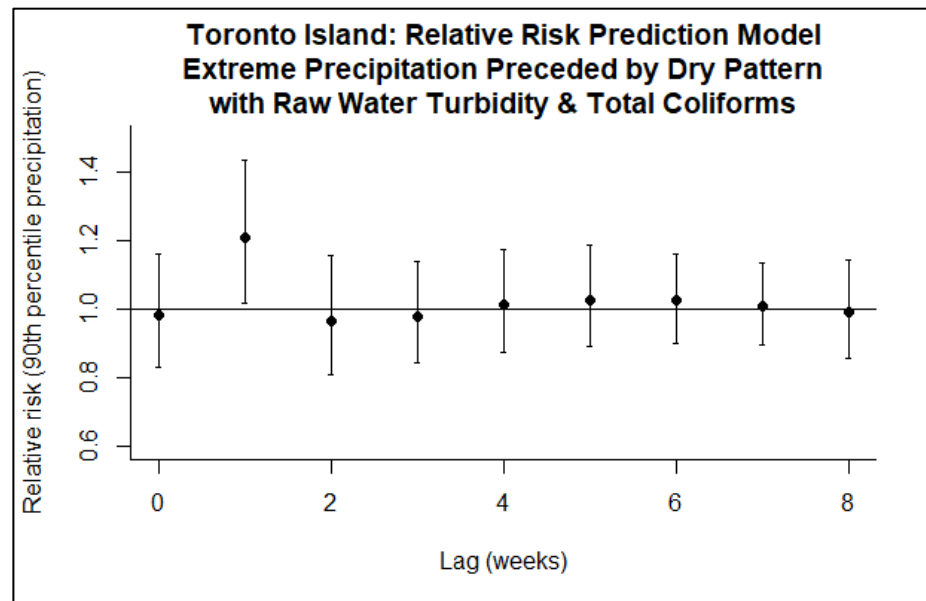 Toronto Island: Relative Risk Prediction Model
Extreme Precipitation Preceded by Dry Pattern
with Raw Water Turbidity & Total Coliforms
Relative risk (90th percentile precipitation)
1.4
1.2
1.0
0.8
0.6
0 2 4 6 8
Lag (weeks)